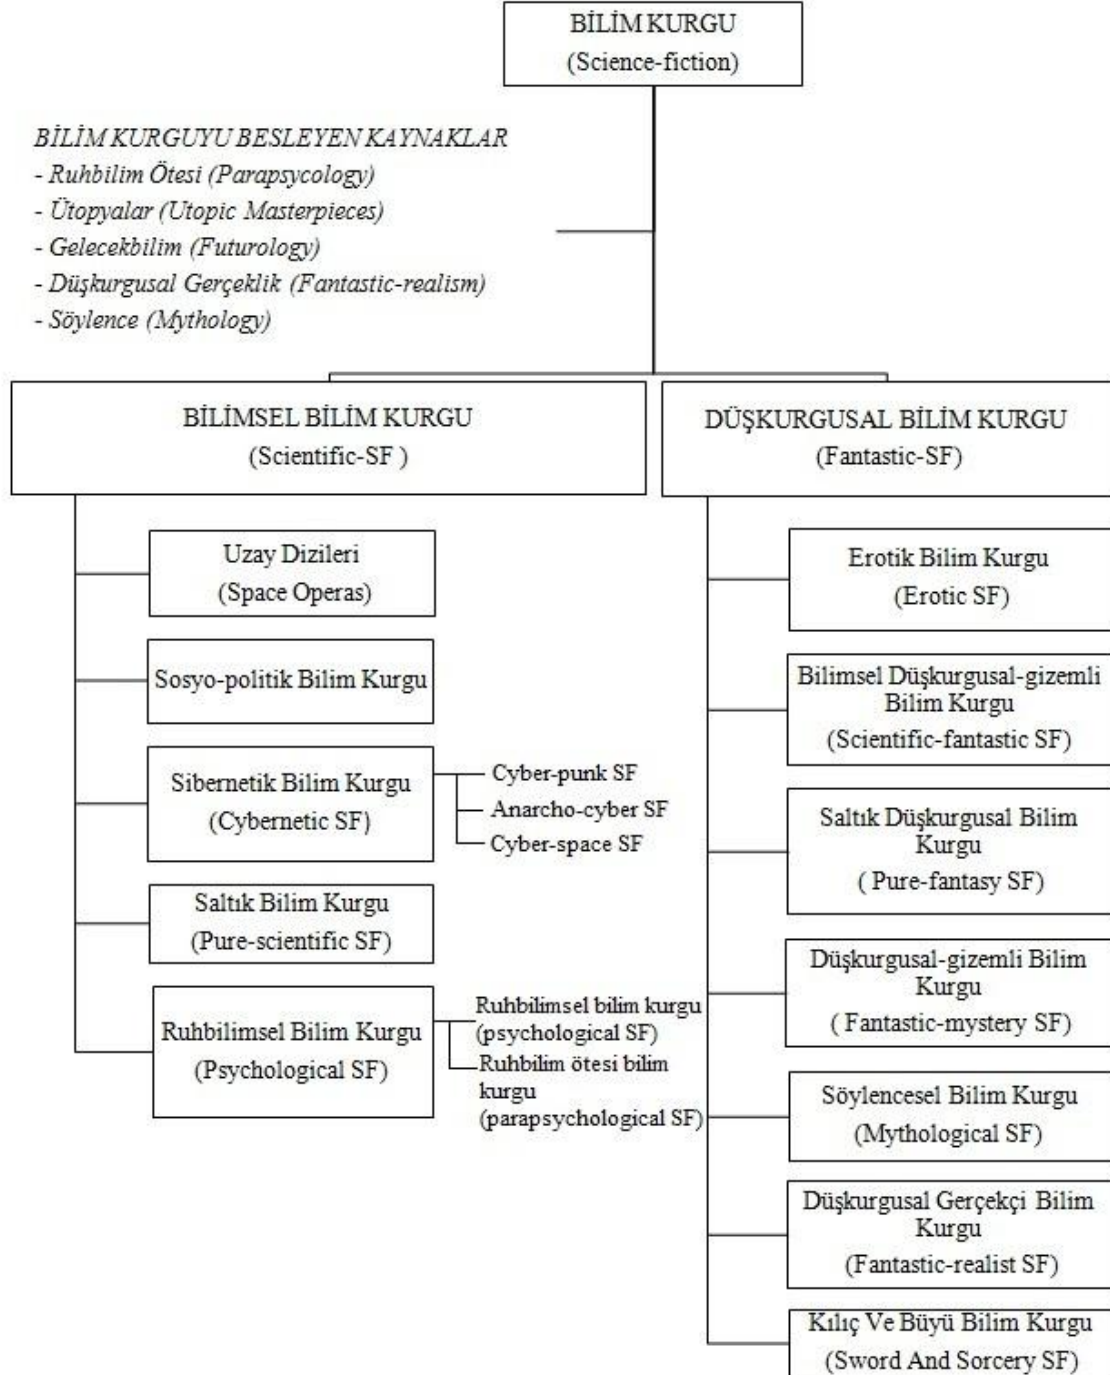 BİLİM KURGU
(Science-fiction)
BİLİM KURGUYU BESLEYEN KAYNAKLAR
- Ruhbilim Ötesi (Parapsycology)
- Ütopyalar (Utopic Masterpieces)
- Gelecekbilim (Futurology)
- Düşkurgusal Gerçeklik (Fantastic-realism)
- Söylence (Mythology)
BİLİMSEL BİLİM KURGU
(Scientific-SF )
Uzay Dizileri
(Space Operas)
Sosyo-politik Bilim Kurgu
Sibernetik Bilim Kurgu
(Cybernetic SF)
Cyber-punk SF
Anarcho-cyber SF
Cyber-space SF
Saltık Bilim Kurgu
(Pure-scientific SF)
Ruhbilimsel Bilim Kurgu
(Psychological SF)
Ruhbilimsel bilim kurgu
(psychological SF)
Ruhbilim ötesi bilim
kurgu
(parapsychological SF)
DÜŞKURGUSAL BİLİM KURGU
(Fantastic-SF)
Erotik Bilim Kurgu
(Erotic SF)
Bilimsel Düşkurgusal-gizemli
Bilim Kurgu
(Scientific-fantastic SF)
Saltık Düşkurgusal Bilim
Kurgu
( Pure-fantasy SF)
Düşkurgusal-gizemli Bilim
Kurgu
( Fantastic-mystery SF)
Söylencesel Bilim Kurgu
(Mythological SF)
Düşkurgusal Gerçekçi Bilim
Kurgu
(Fantastic-realist SF)
Kılıç Ve Büyü Bilim Kurgu
(Sword And Sorcery SF)